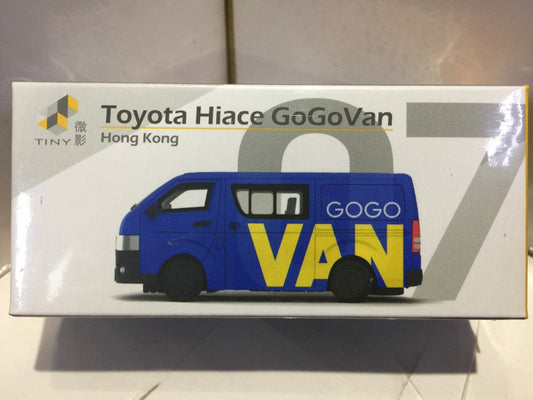 Toyota Hiace GoGoVan
Hong Kong
TINY 微影
07
GOGO
VAN